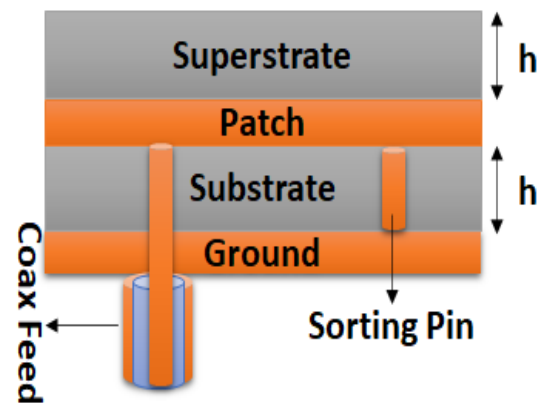 Superstrate
h
Patch
Substrate
h
Ground
Coax Feed
Sorting Pin